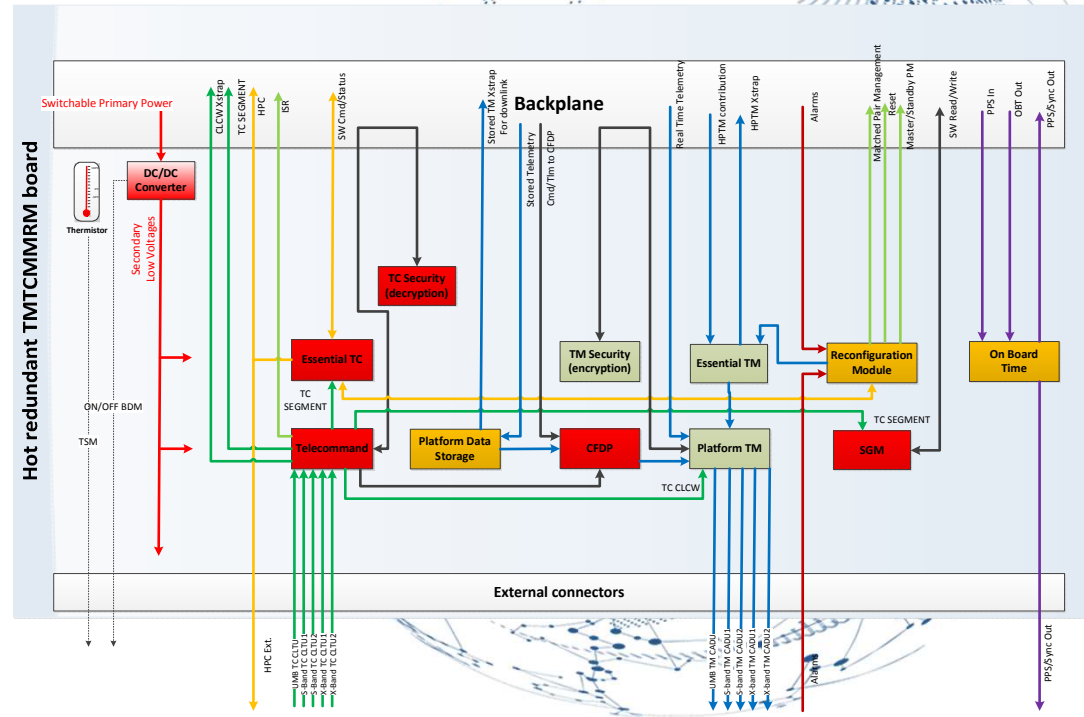 Hot redundant TMTCMMRM board
Backplane
Switchable Primary Power
CLCW Xstrap
TC SEGMENT
HPC
ISR
SW Cmd/Status
Stored TM Xstrap
For downlink
Stored Telemetry
Cmd/Tlm to CFDP
Real Time Telemetry
HPTM contribution
HPTM Xstrap
Alarms
Matched Pair Management
Reset
Master/Standby PM
SW Read/Write
PPS In
OBT Out
PPS/Sync Out
DC/DC
Converter
Thermistor
Secondary
Low Voltages
TC Security
(decryption)
Essential TC
TM Security
(encryption)
Essential TM
Reconfiguration
Module
On Board
Time
TC
SEGMENT
ON/OFF BDM
TSM
TC SEGMENT
Telecommand
Platform Data
Storage
CFDP
Platform TM
SGM
TC CLCW
External connectors
HPC Ext.
UMB TC CLTU
S-Band TC CLTU1
S-Band TC CLTU2
X-Band TC CLTU1
X-Band TC CLTU2
UMB TM CADU
S-band TM CADU1
S-band TM CADU2
X-band TM CADU1
X-band TM CADU2
Alarms
PPS/Sync Out